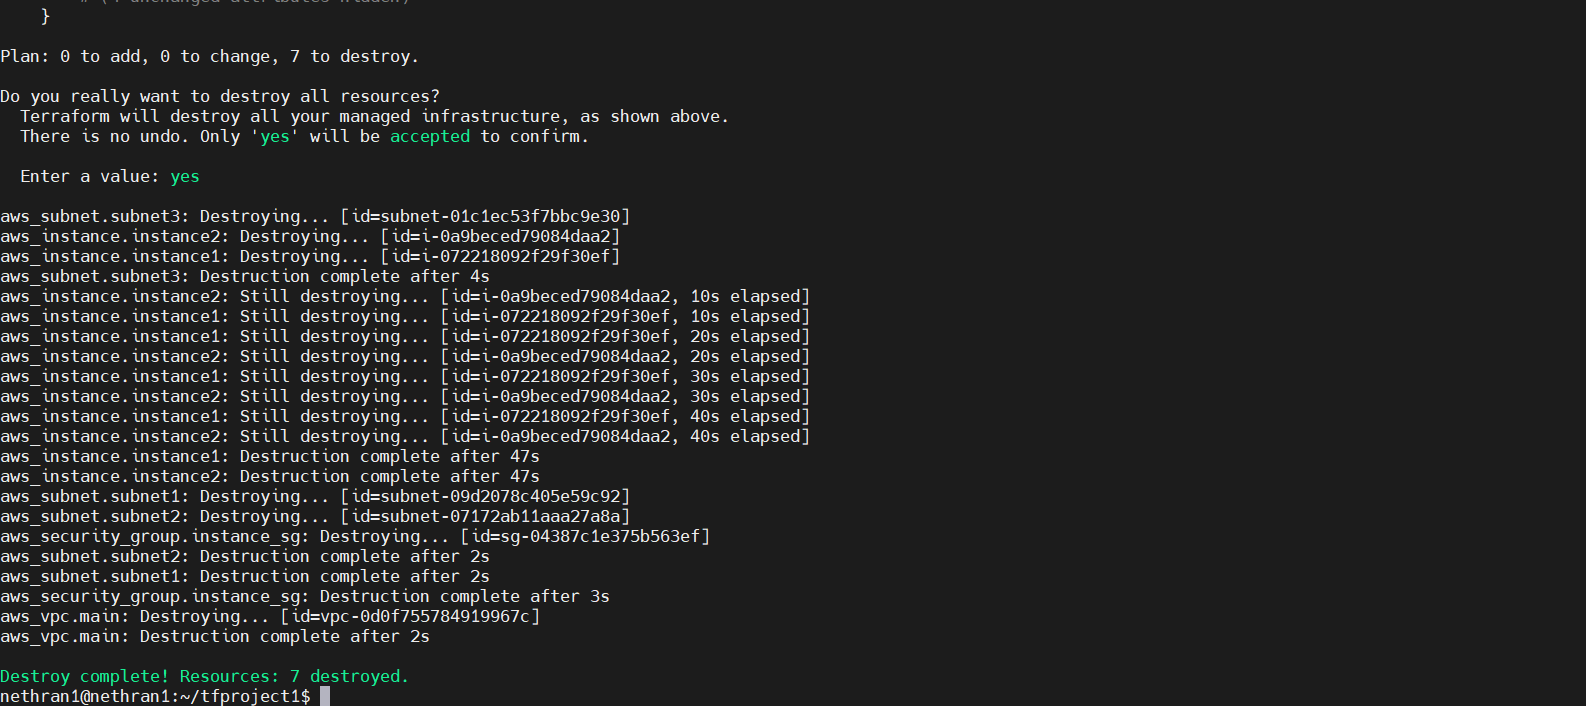 }
Plan: 0 to add, 0 to change, 7 to destroy.
Do you really want to destroy all resources?
Terraform will destroy all your managed infrastructure, as shown above.
There is no undo. Only 'yes' will be accepted to confirm.
Enter a value: yes
aws_subnet.subnet3: Destroying... [id=subnet-01c1ec53f7bbc9e30]
aws_instance.instance2: Destroying... [id=i-0a9beced79084daa2]
aws_instance.instance1: Destroying... [id=i-072218092f29f30ef]
aws_subnet.subnet3: Destruction complete after 4s
aws_instance.instance2: Still destroying... [id=i-0a9beced79084daa2, 10s elapsed]
aws_instance.instance1: Still destroying... [id=i-072218092f29f30ef, 10s elapsed]
aws_instance.instance1: Still destroying... [id=i-072218092f29f30ef, 20s elapsed]
aws_instance.instance2: Still destroying... [id=i-0a9beced79084daa2, 20s elapsed]
aws_instance.instance1: Still destroying... [id=i-072218092f29f30ef, 30s elapsed]
aws_instance.instance2: Still destroying... [id=i-0a9beced79084daa2, 30s elapsed]
aws_instance.instance1: Still destroying... [id=i-072218092f29f30ef, 40s elapsed]
aws_instance.instance2: Still destroying... [id=i-0a9beced79084daa2, 40s elapsed]
aws_instance.instance1: Destruction complete after 47s
aws_instance.instance2: Destruction complete after 47s
aws_subnet.subnet1: Destroying... [id=subnet-09d2078c405e59c92]
aws_subnet.subnet2: Destroying... [id=subnet-07172ab11aaa27a8a]
aws_security_group.instance_sg: Destroying... [id=sg-04387c1e375b563ef]
aws_subnet.subnet2: Destruction complete after 2s
aws_subnet.subnet1: Destruction complete after 2s
aws_security_group.instance_sg: Destruction complete after 3s
aws_vpc.main: Destroying... [id=vpc-0d0f755784919967c]
aws_vpc.main: Destruction complete after 2s
Destroy complete! Resources: 7 destroyed.
nethran1@nethran1:~/tfproject1$